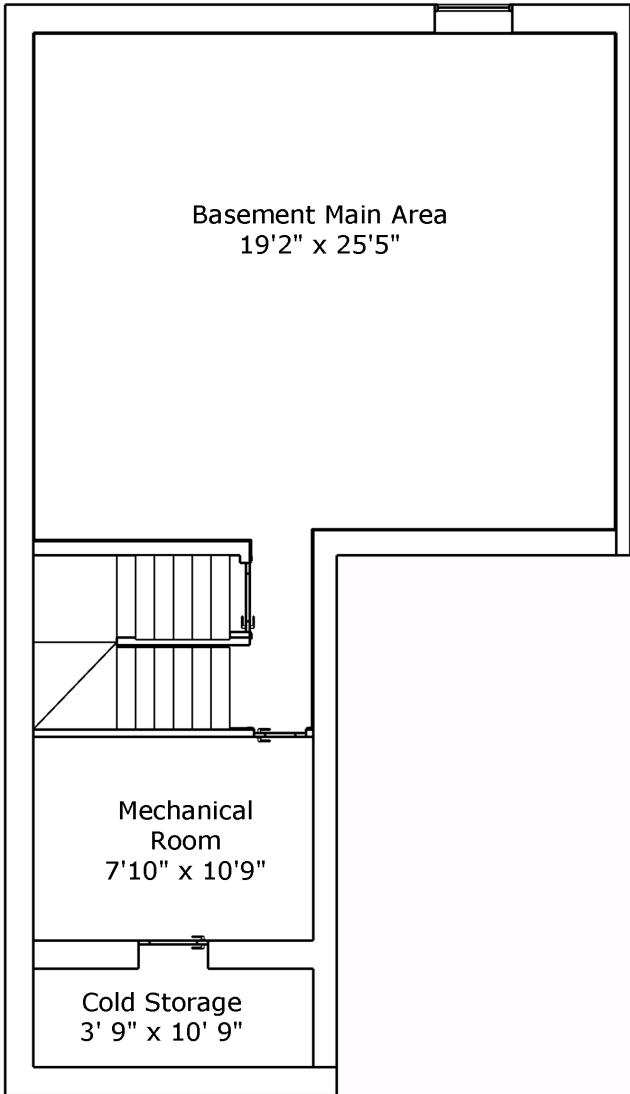 Basement Main Area
19'2" x 25'5"
Mechanical
Room
7'10" x 10'9"
Cold Storage
3' 9" x 10' 9"